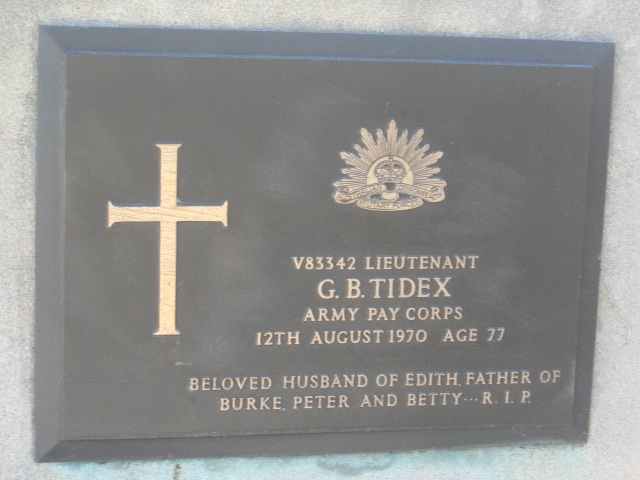 V83342 LIEUTENANT
G. B. TIDEX
ARMY PAY CORPS
12TH AUGUST 1970 AGE 77
BELOVED HUSBAND OF EDITH, FATHER OF
BURKE, PETER AND BETTY... R. I. P.